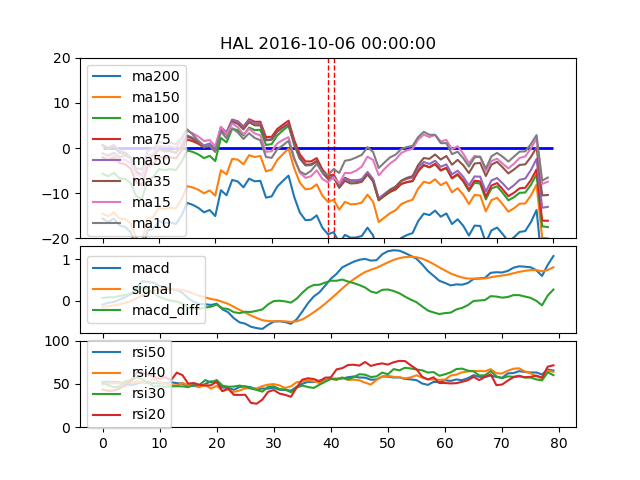 HAL 2016-10-06 00:00:00
20
10
0
−10
−20
ma200
ma150
ma100
ma75
ma50
ma35
ma15
ma10
1
0
macd
signal
macd_diff
100
50
0
rsi50
rsi40
rsi30
rsi20
0 10 20 30 40 50 60 70 80